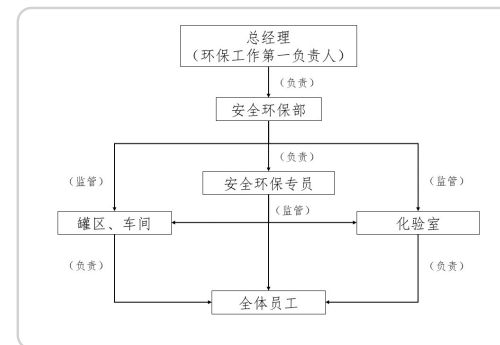 总经理
（环保工作第一负责人）
（负责）
安全环保部
（负责）
（监管）
安全环保专员
（监管）
罐区、车间
（监管）
化验室
（负责）
（负责）
全体员工